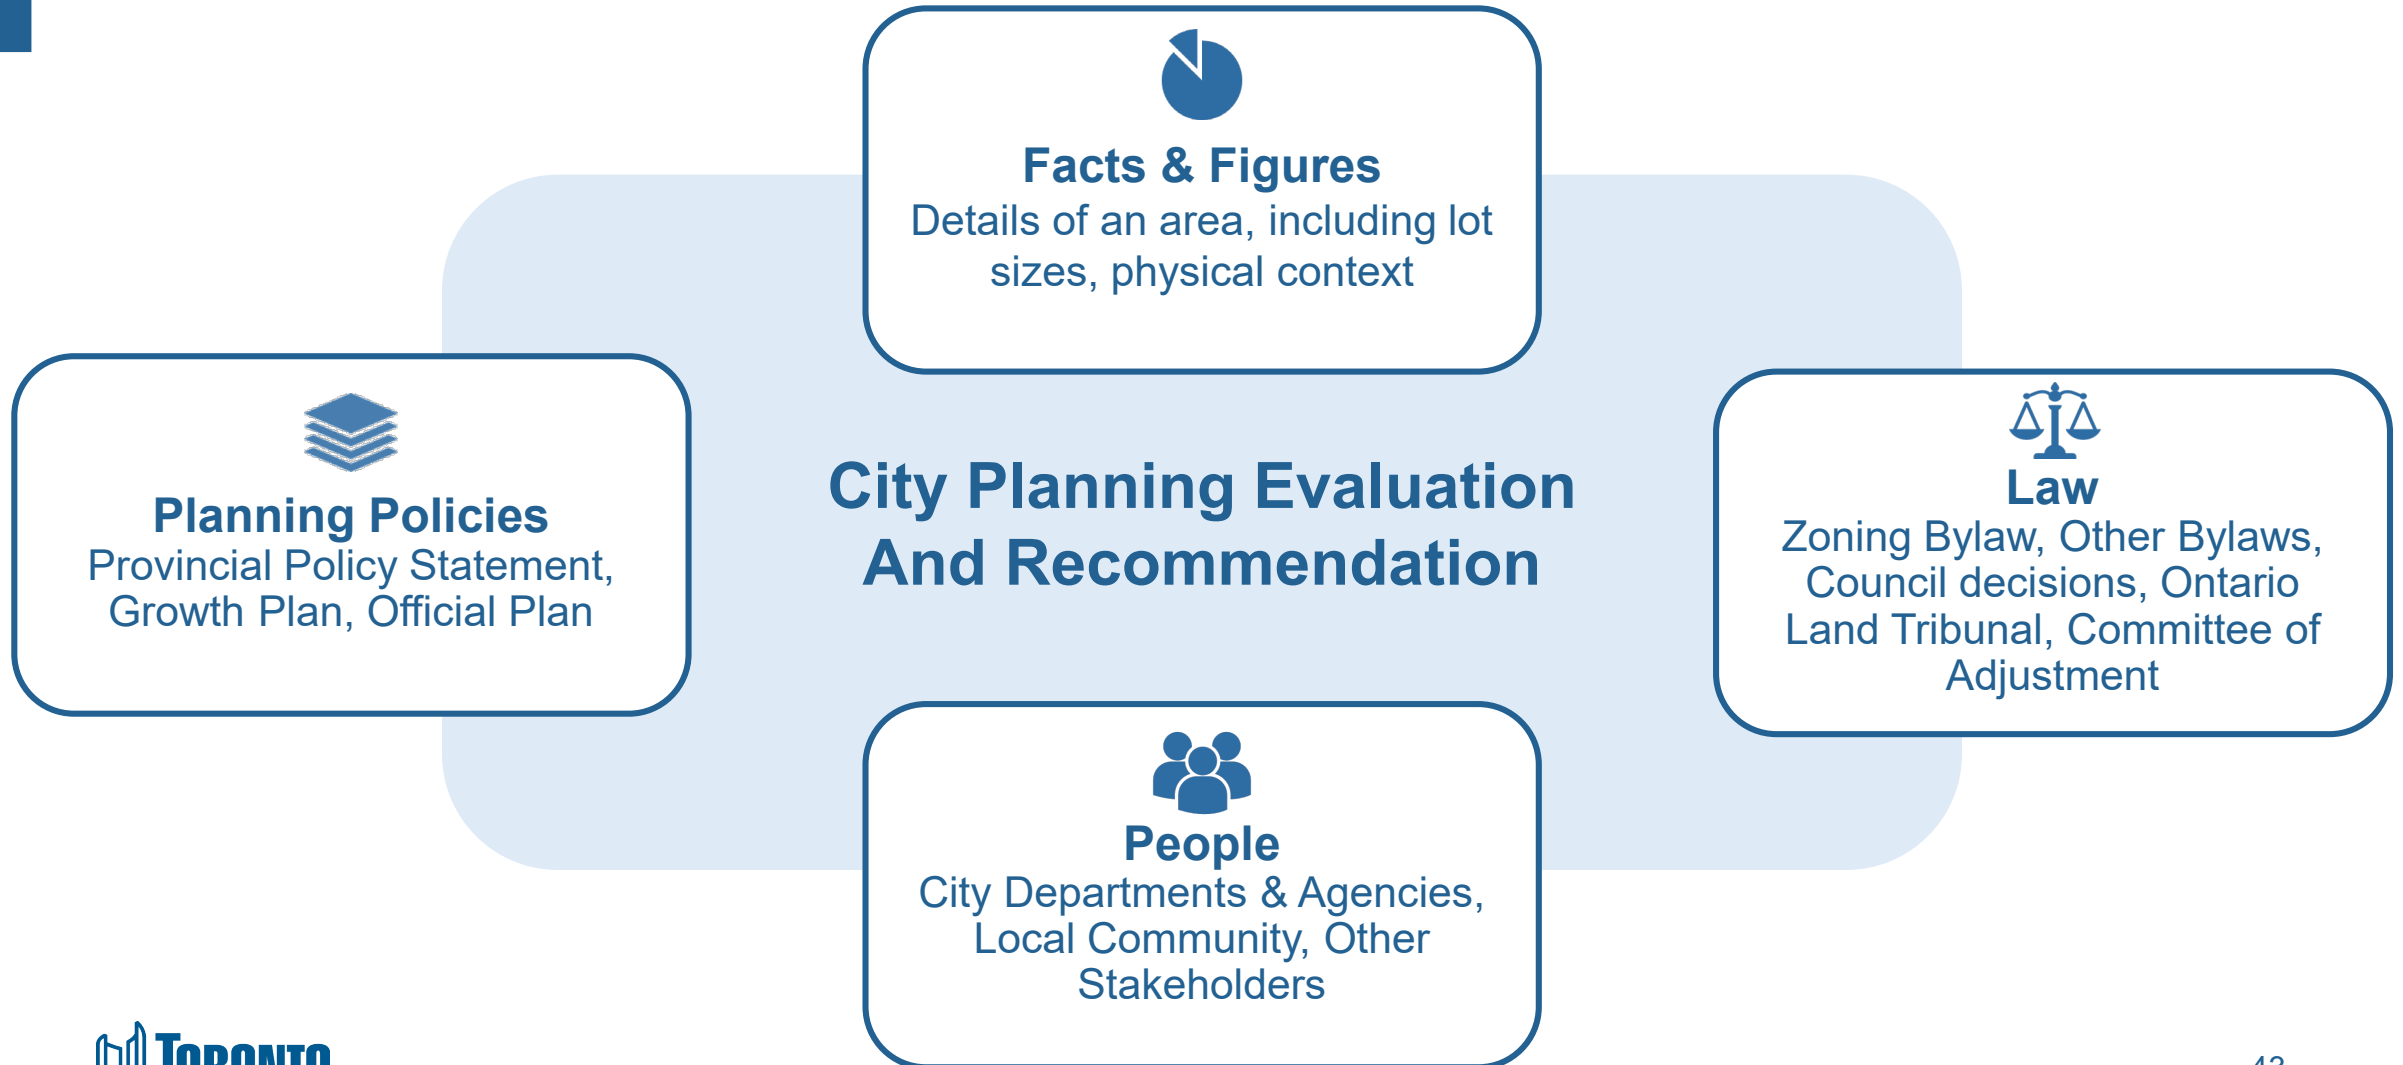 Facts & Figures
Details of an area, including lot
sizes, physical context
Planning Policies
Provincial Policy Statement,
Growth Plan, Official Plan
City Planning Evaluation
And Recommendation
Law
Zoning Bylaw, Other Bylaws,
Council decisions, Ontario
Land Tribunal, Committee of
Adjustment
People
City Departments & Agencies,
Local Community, Other
Stakeholders
TORONTO